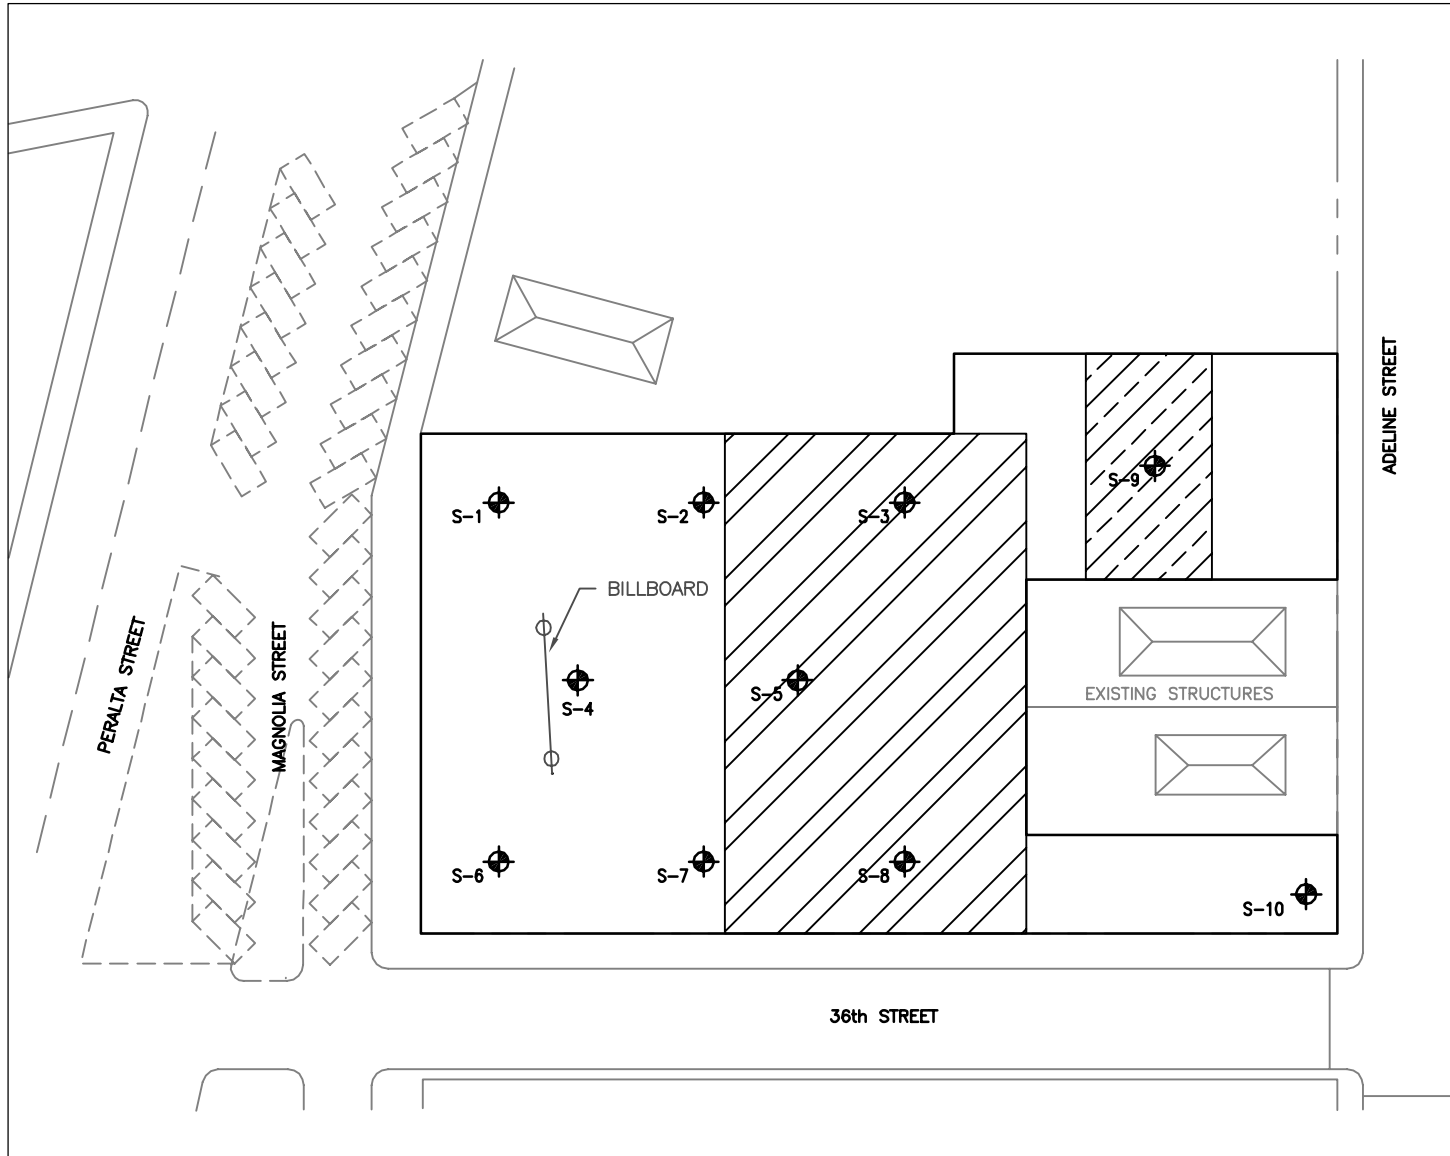 ADELINE STREET
S-9
S-1
S-2
S-3
BILLBOARD
PERALTA STREET
MAGNOLIA STREET
S-4
S-5
EXISTING STRUCTURES
S-6
S-7
S-8
S-10
36th STREET